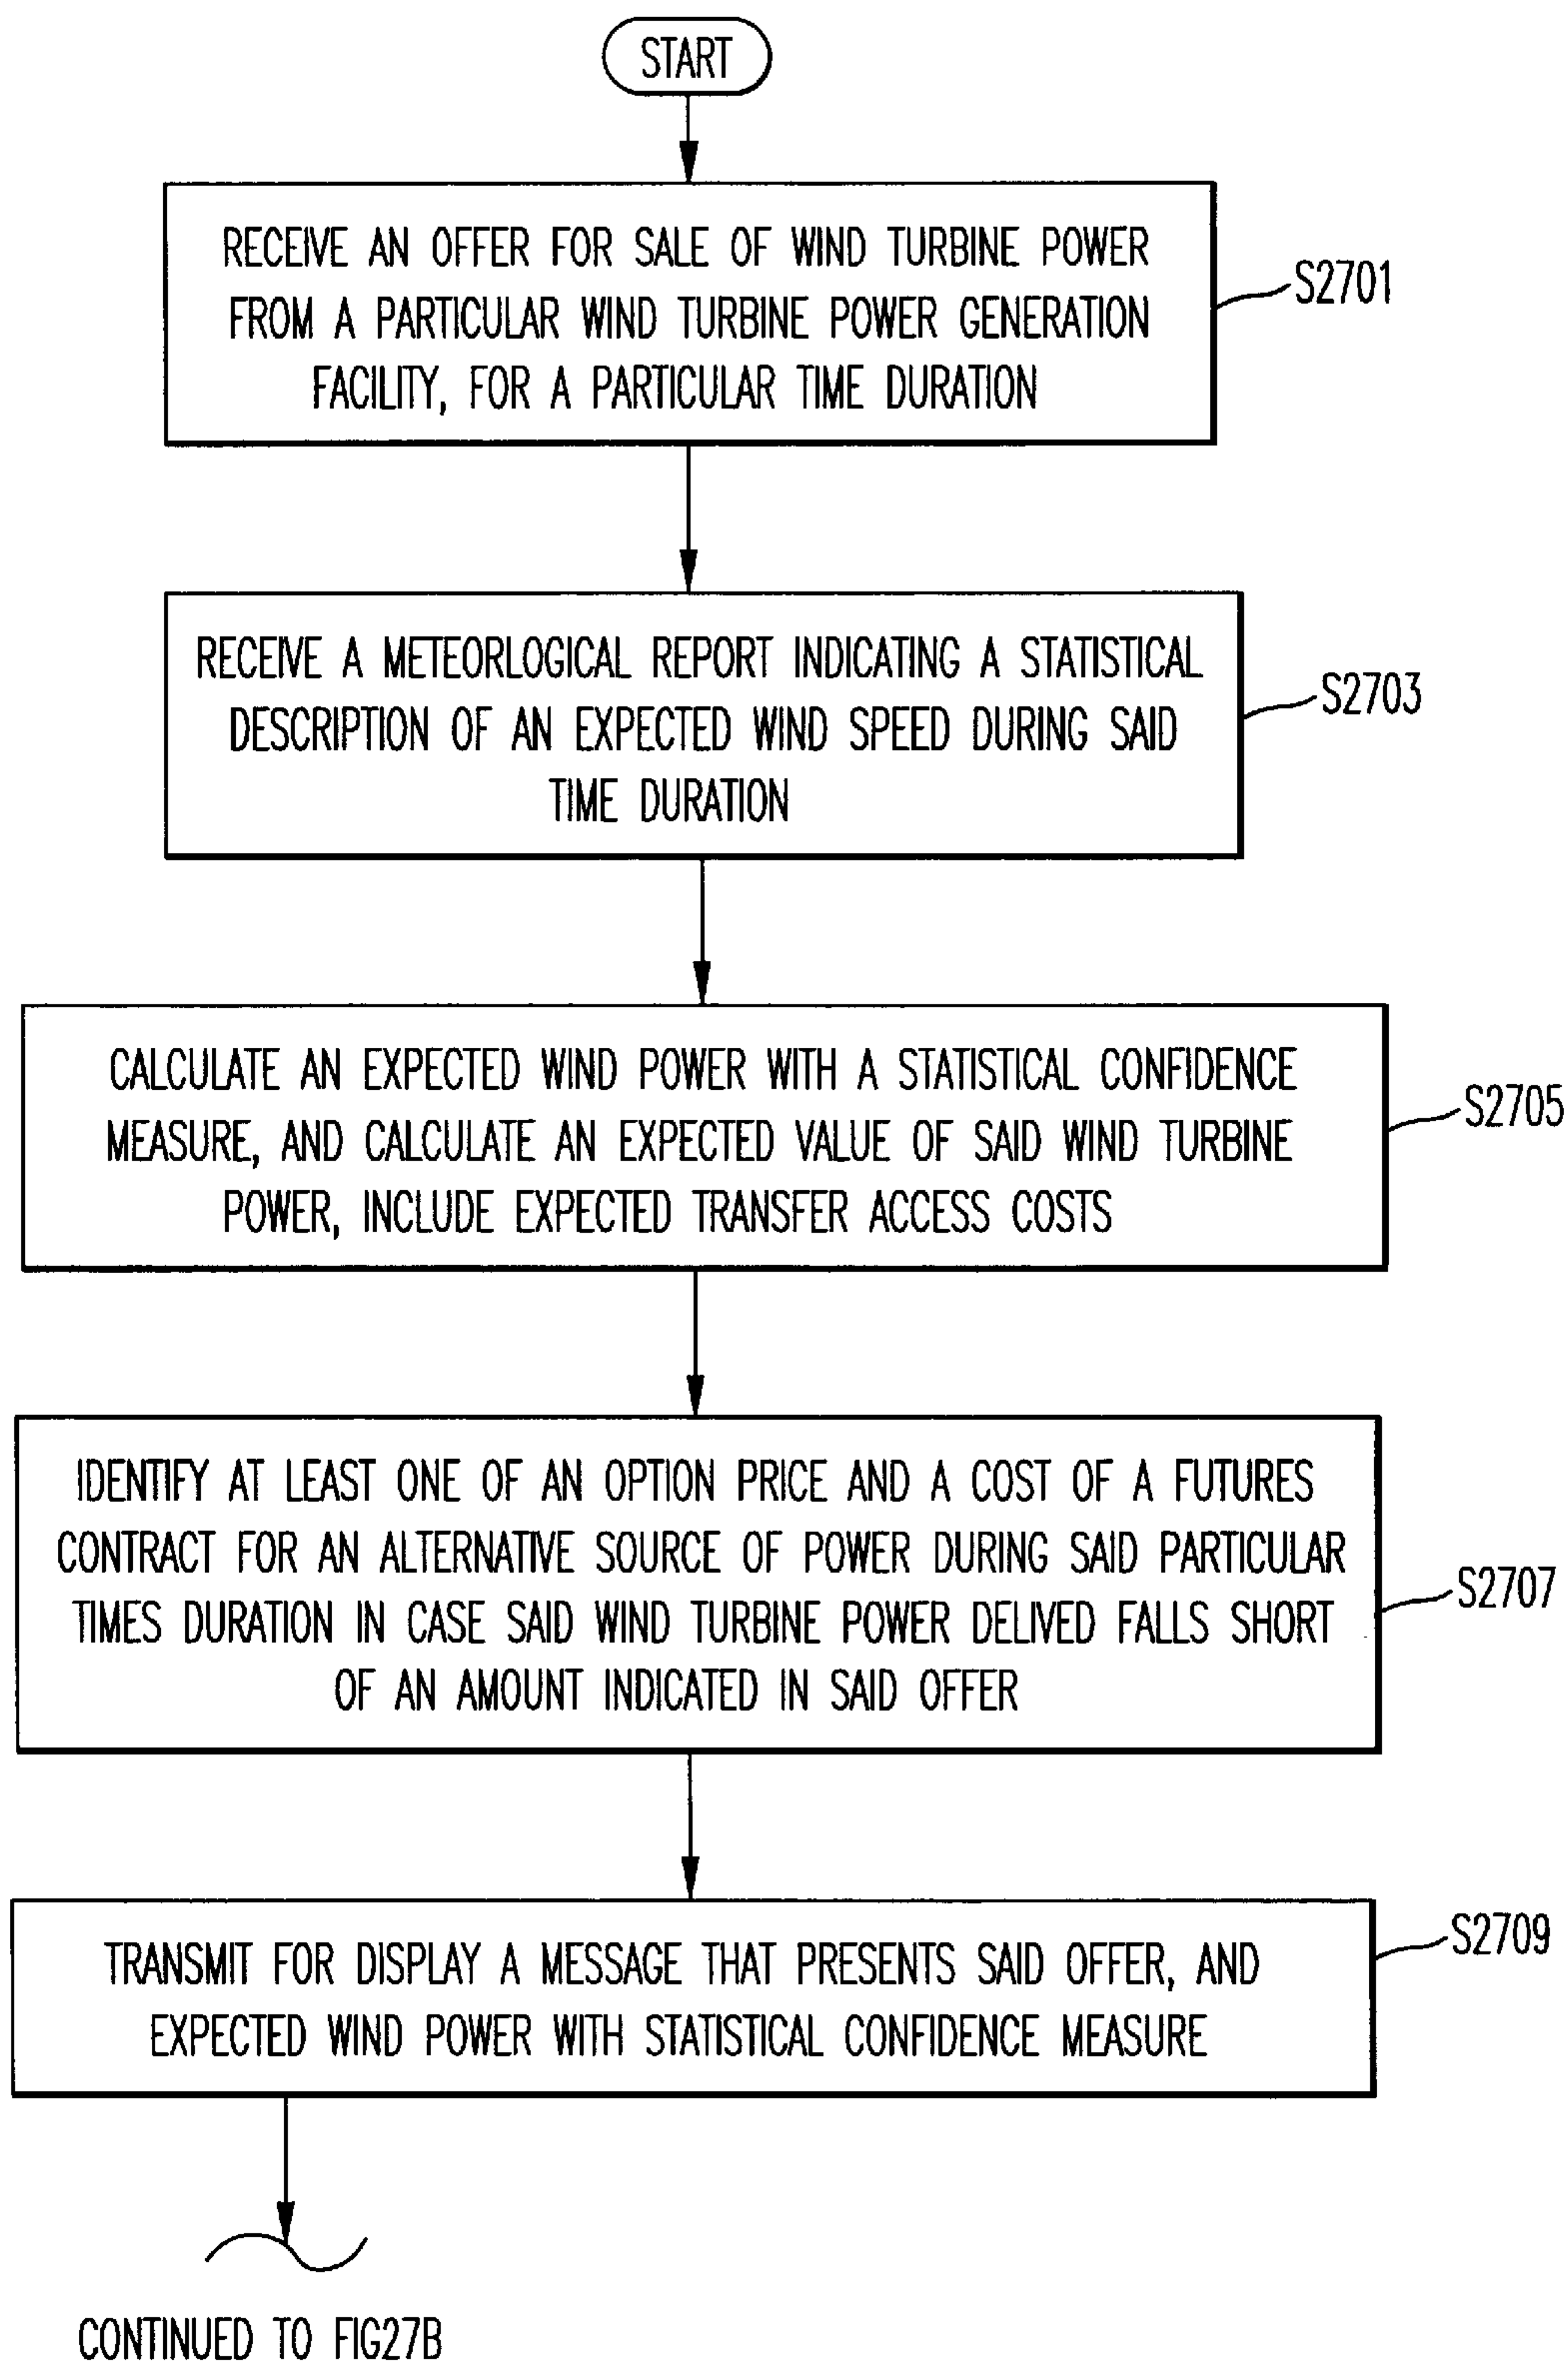 START
RECEIVE AN OFFER FOR SALE OF WIND TURBINE POWER
FROM A PARTICULAR WIND TURBINE POWER GENERATION
FACILITY, FOR A PARTICULAR TIME DURATION
S2701
RECEIVE A METEORLOGICAL REPORT INDICATING A STATISTICAL
DESCRIPTION OF AN EXPECTED WIND SPEED DURING SAID
TIME DURATION
S2703
CALCULATE AN EXPECTED WIND POWER WITH A STATISTICAL CONFIDENCE
MEASURE, AND CALCULATE AN EXPECTED VALUE OF SAID WIND TURBINE
POWER, INCLUDE EXPECTED TRANSFER ACCESS COSTS
S2705
IDENTIFY AT LEAST ONE OF AN OPTION PRICE AND A COST OF A FUTURES
CONTRACT FOR AN ALTERNATIVE SOURCE OF POWER DURING SAID PARTICULAR
TIMES DURATION IN CASE SAID WIND TURBINE POWER DELIVED FALLS SHORT
OF AN AMOUNT INDICATED IN SAID OFFER
S2707
TRANSMIT FOR DISPLAY A MESSAGE THAT PRESENTS SAID OFFER, AND
EXPECTED WIND POWER WITH STATISTICAL CONFIDENCE MEASURE
S2709
CONTINUED TO FIG27B